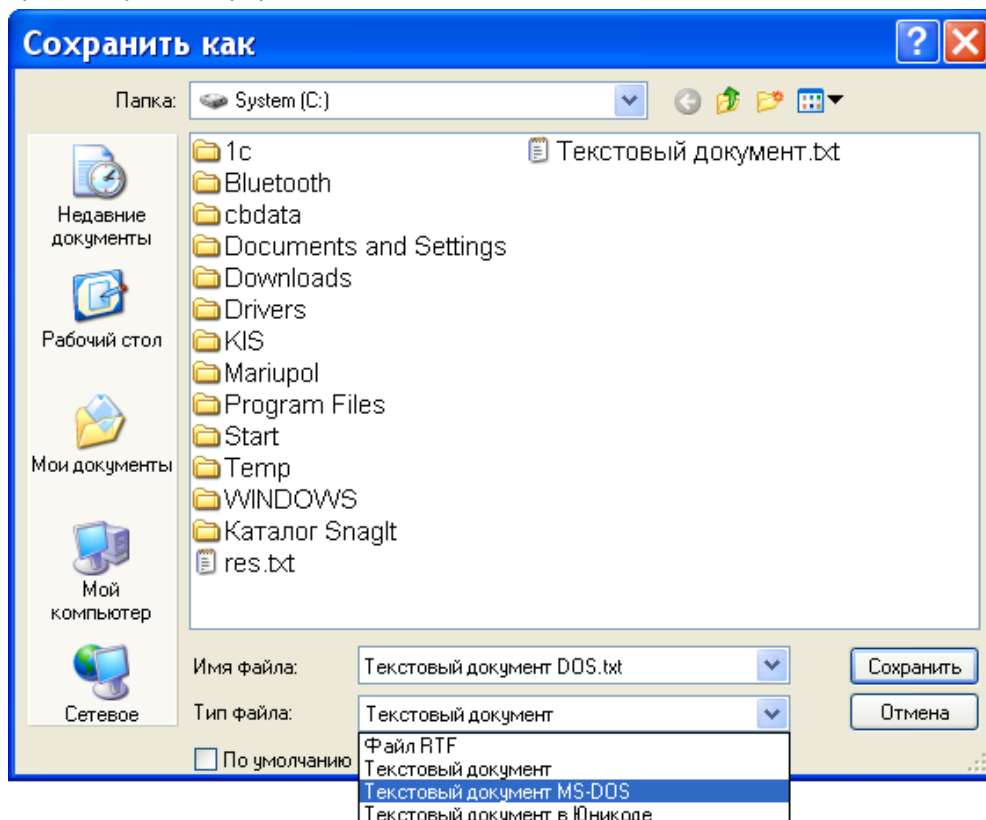 Сохранить как
Папка:
System (C:)
Недавние
документы
Рабочий стол
Мои документы
Мой
компьютер
Сетевое
1c
Bluetooth
cbdata
Documents and Settings
Downloads
Drivers
KIS
Mariupol
Program Files
Start
Temp
WINDOWS
Каталог SnagIt
res.txt
Текстовый документ.txt
Имя файла:
Текстовый документ DOS.txt
Сохранить
Тип файла:
Текстовый документ
Отмена
По умолчанию
Файл RTF
Текстовый документ
Текстовый документ MS-DOS
Текстовый документ в Юникоде